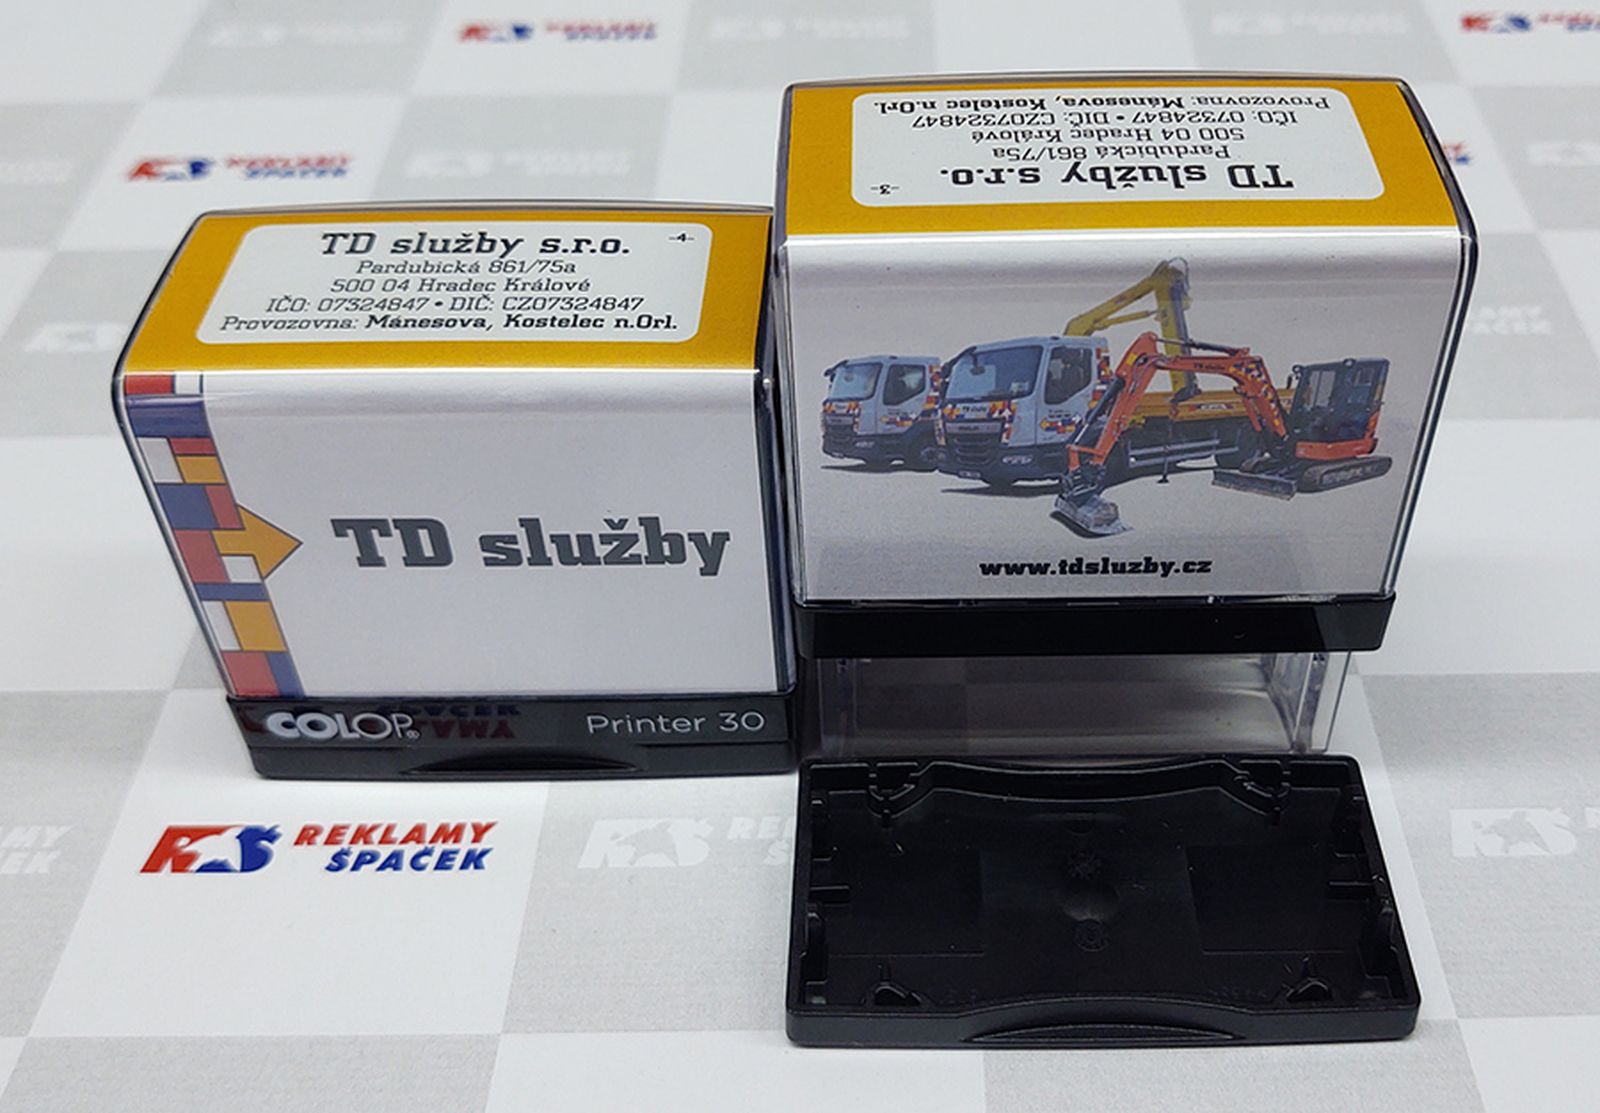 TD služby s.r.o. -4-
Pardubická 861/75a
500 04 Hradec Králové
IČO: 07324847 • DIČ: CZ07324847
Provozovna: Mánesova, Kostelec n.Orl.
TD služby
COLOP®
Printer 30
TD služby s.r.o. -3-
Pardubická 861/75a
500 04 Hradec Králové
IČO: 07324847 • DIČ: CZ07324847
Provozovna: Mánesova, Kostelec n.Orl.
www.tdsluzby.cz
REKLAMY
ŠPAČEK
REKLAMY
ŠPAČEK